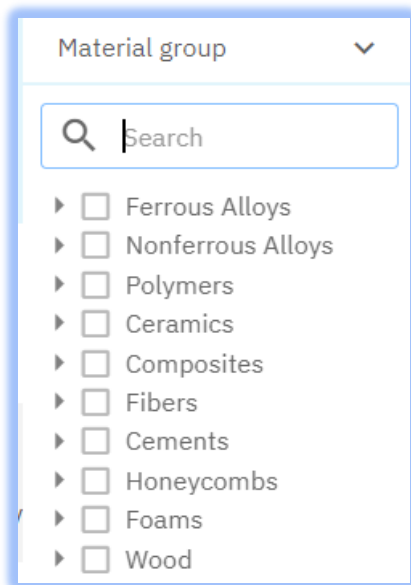 Material group
Search
Ferrous Alloys
Nonferrous Alloys
Polymers
Ceramics
Composites
Fibers
Cements
Honeycombs
Foams
Wood